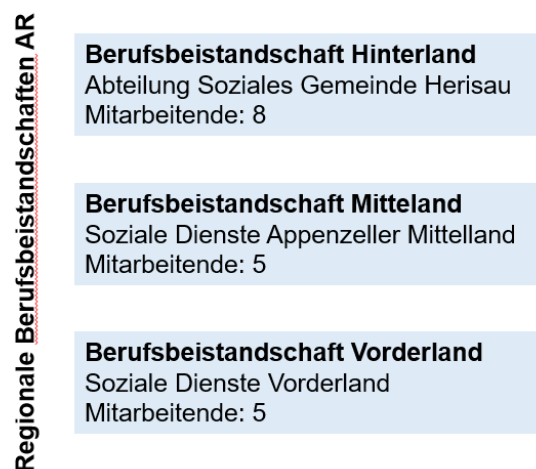 Regionale Berufsbeistandschaften AR
Berufsbeistandschaft Hinterland
Abteilung Soziales Gemeinde Herisau
Mitarbeitende: 8
Berufsbeistandschaft Mitteland
Soziale Dienste Appenzeller Mittelland
Mitarbeitende: 5
Berufsbeistandschaft Vorderland
Soziale Dienste Vorderland
Mitarbeitende: 5